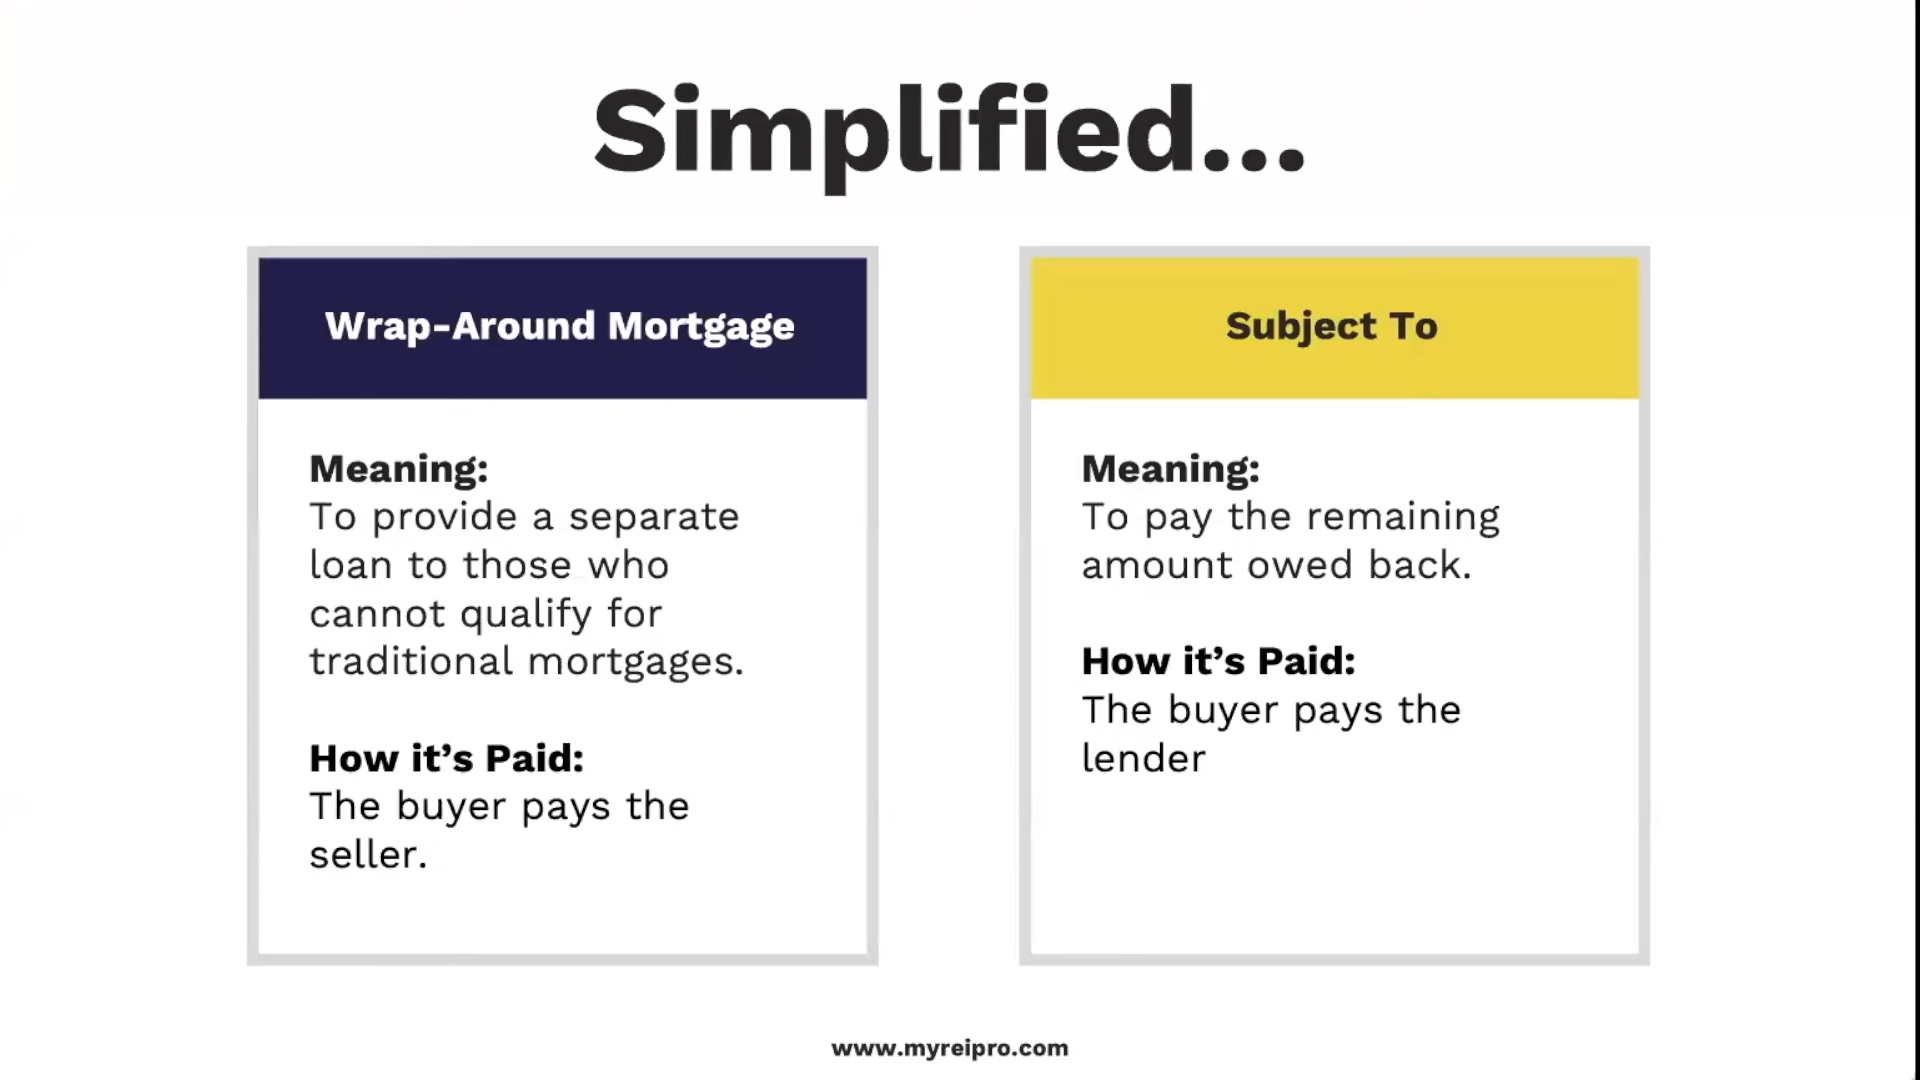 Simplified...
Wrap-Around Mortgage
Meaning:
To provide a separate
loan to those who
cannot qualify for
traditional mortgages.
How it’s Paid:
The buyer pays the
seller.
Subject To
Meaning:
To pay the remaining
amount owed back.
How it’s Paid:
The buyer pays the
lender
www.myreipro.com